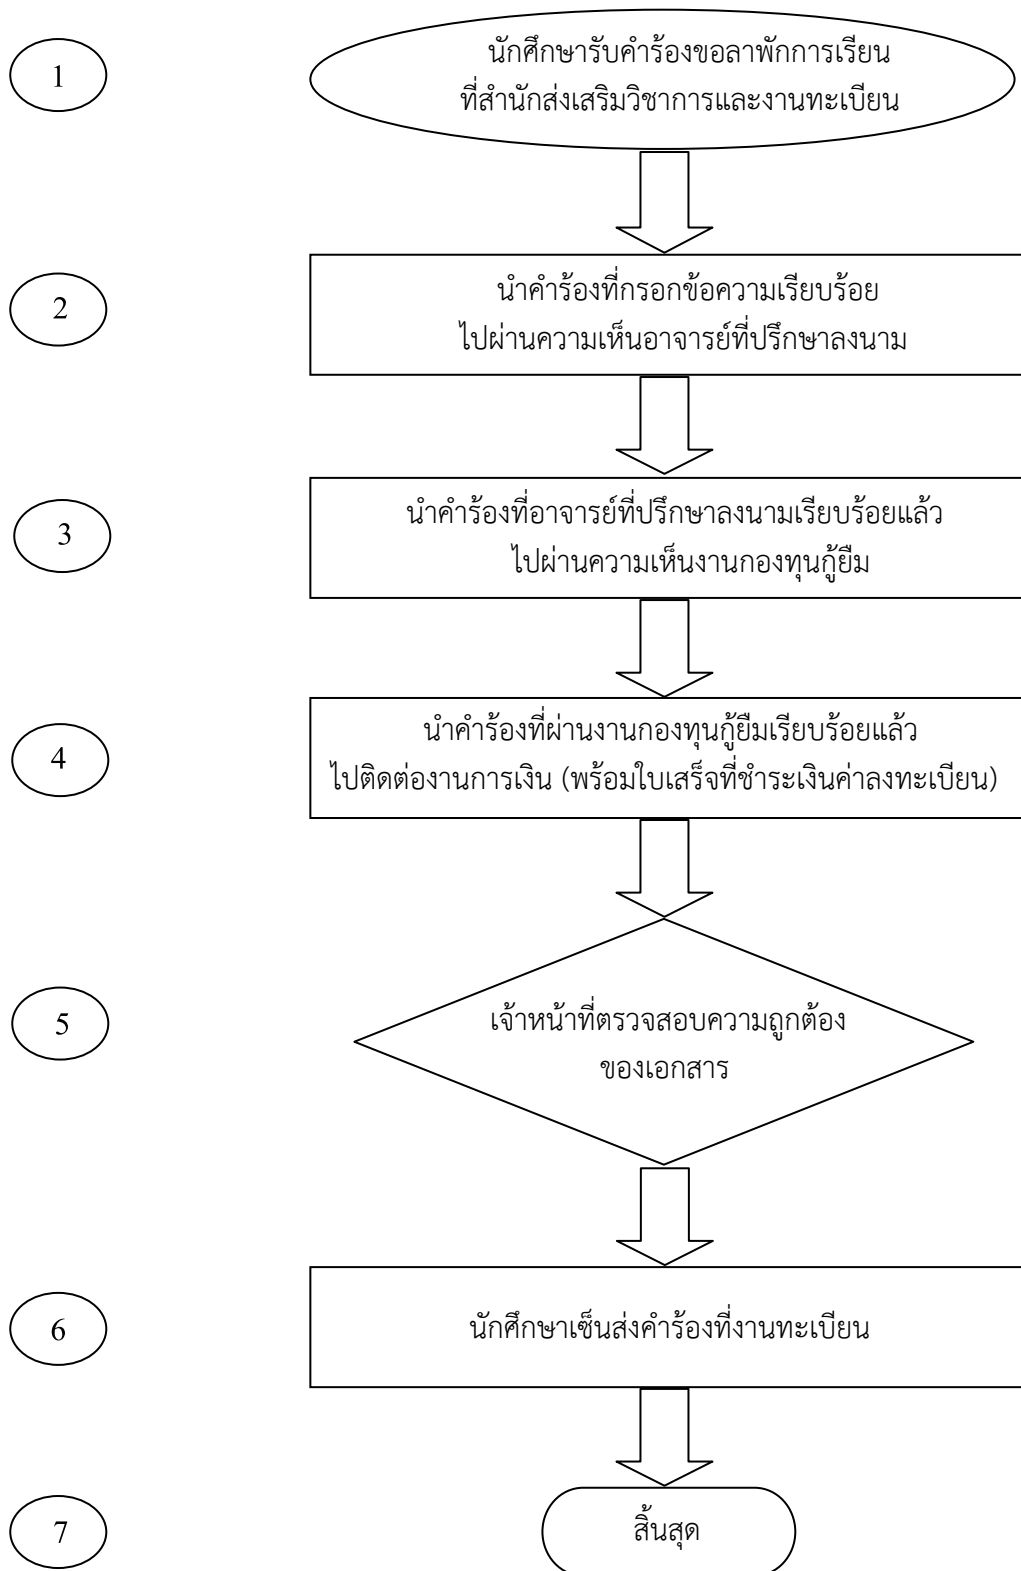 1
นักศึกษารับคำร้องขอลาพักการเรียน
ที่สำนักส่งเสริมวิชาการและงานทะเบียน
2
นำคำร้องที่กรอกข้อความเรียบร้อย
ไปผ่านความเห็นอาจารย์ที่ปรึกษาลงนาม
3
นำคำร้องที่อาจารย์ที่ปรึกษาลงนามเรียบร้อยแล้ว
ไปผ่านความเห็นงานกองทุนกู้ยืม
4
นำคำร้องที่ผ่านงานกองทุนกู้ยืมเรียบร้อยแล้ว
ไปติดต่องานการเงิน (พร้อมใบเสร็จที่ชำระเงินค่าลงทะเบียน)
5
เจ้าหน้าที่ตรวจสอบความถูกต้อง
ของเอกสาร
6
นักศึกษาเซ็นส่งคำร้องที่งานทะเบียน
7
สิ้นสุด